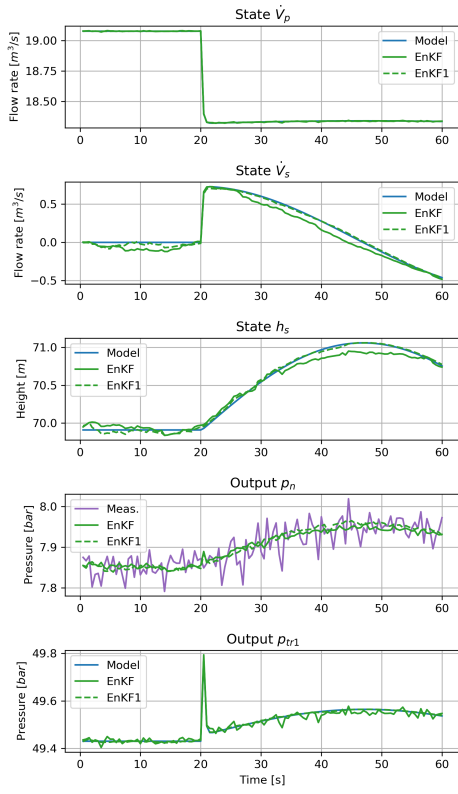 State V̇_p
Flow rate [m³/s]
19.00
18.75
18.50
Model
EnKF
EnKF1
0 10 20 30 40 50 60
State V̇_s
Flow rate [m³/s]
0.5
0.0
−0.5
Model
EnKF
EnKF1
0 10 20 30 40 50 60
State h_s
Height [m]
71.0
70.5
70.0
Model
EnKF
EnKF1
0 10 20 30 40 50 60
Output p_n
Pressure [bar]
8.0
7.9
7.8
Meas.
EnKF
EnKF1
0 10 20 30 40 50 60
Output p_tr1
Pressure [bar]
49.8
49.6
49.4
Model
EnKF
EnKF1
0 10 20 30 40 50 60
Time [s]